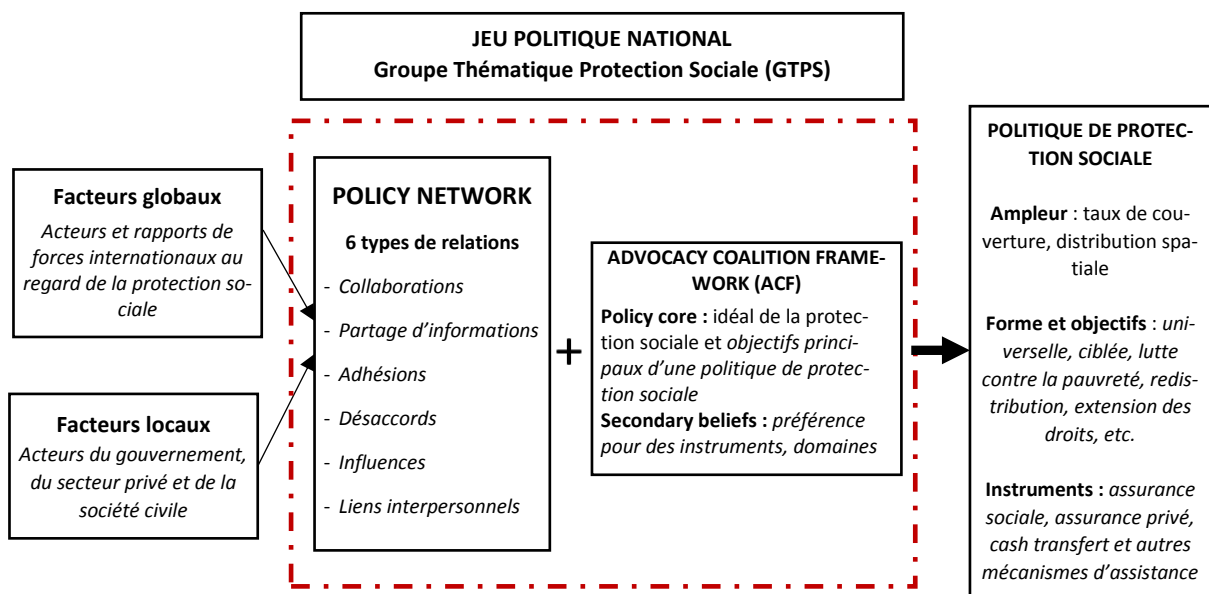 JEU POLITIQUE NATIONAL
Groupe Thématique Protection Sociale (GTPS)
Facteurs globaux
Acteurs et rapports de
forces internationaux au
regard de la protection so-
ciale
Facteurs locaux
Acteurs du gouvernement,
du secteur privé et de la
société civile
POLICY NETWORK
6 types de relations
- Collaborations
- Partage d'informations
- Adhésions
- Désaccords
- Influences
- Liens interpersonnels
+
ADVOCACY COALITION FRAME-
WORK (ACF)
Policy core : idéal de la protec-
tion sociale et objectifs princi-
paux d'une politique de protec-
tion sociale
Secondary beliefs : préférence
pour des instruments, domaines
POLITIQUE DE PROTEC-
TION SOCIALE
Ampleur : taux de cou-
verture, distribution spa-
tiale
Forme et objectifs : uni-
verselle, ciblée, lutte
contre la pauvreté, redis-
tribution, extension des
droits, etc.
Instruments : assurance
sociale, assurance privé,
cash transfert et autres
mécanismes d'assistance